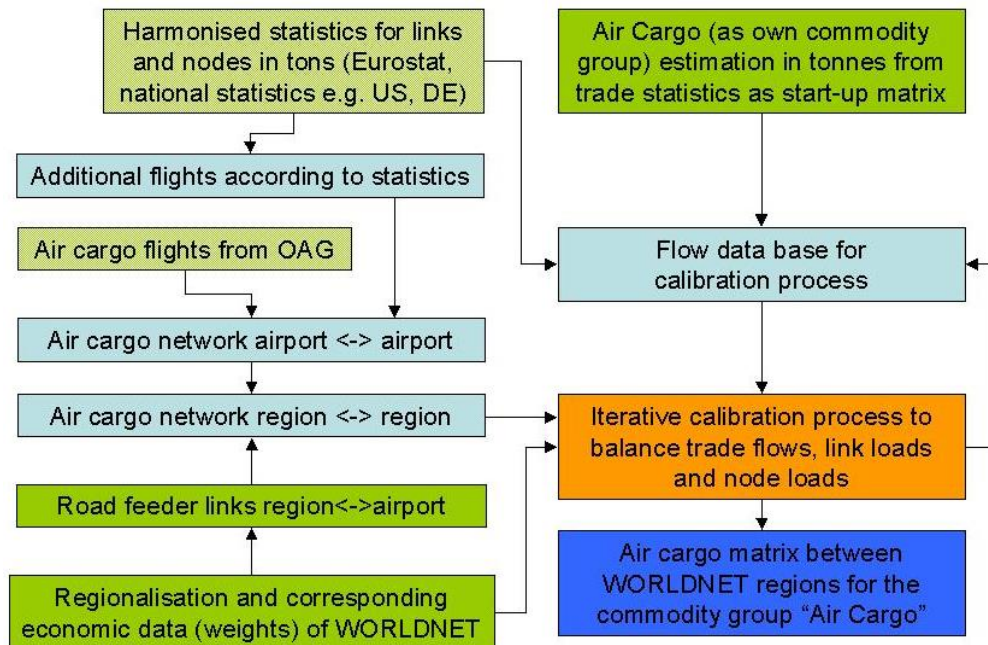 Harmonised statistics for links
and nodes in tons (Eurostat,
national statistics e.g. US, DE)
Air Cargo (as own commodity
group) estimation in tonnes from
trade statistics as start-up matrix
Additional flights according to statistics
Air cargo flights from OAG
Flow data base for
calibration process
Air cargo network airport <-> airport
Air cargo network region <-> region
Iterative calibration process to
balance trade flows, link loads
and node loads
Road feeder links region<->airport
Regionalisation and corresponding
economic data (weights) of WORLDNET
Air cargo matrix between
WORLDNET regions for the
commodity group “Air Cargo”